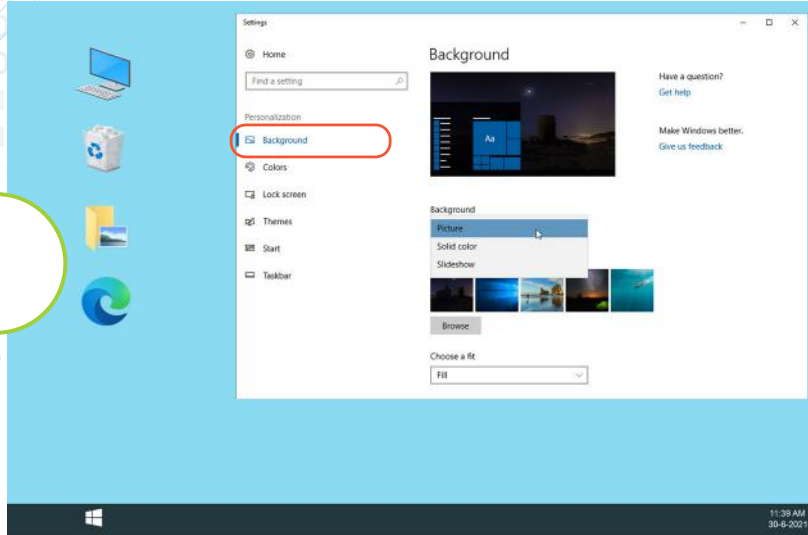 Settings
Home
Find a setting
Personalization
Background
Colors
Lock screen
Themes
Start
Taskbar
Background
Aa
Background
Picture
Solid color
Slideshow
Browse
Choose a fit
Fill
Have a question?
Get help
Make Windows better.
Give us feedback
11:39 AM
30-6-2021